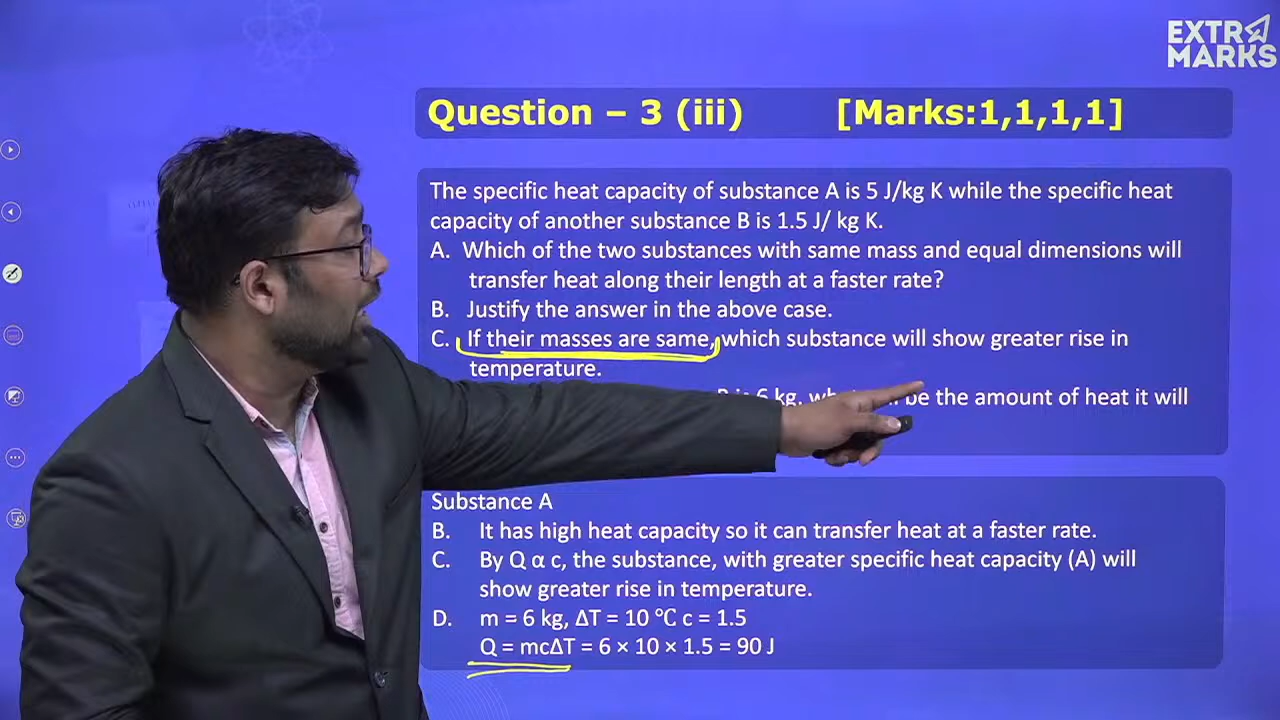 EXTRA
MARKS
Question – 3 (iii) [Marks:1,1,1,1]
The specific heat capacity of substance A is 5 J/kg K while the specific heat
capacity of another substance B is 1.5 J/ kg K.
A. Which of the two substances with same mass and equal dimensions will
transfer heat along their length at a faster rate?
B. Justify the answer in the above case.
C. If their masses are same, which substance will show greater rise in
temperature.
B is 6 kg, be the amount of heat it will
Substance A
B. It has high heat capacity so it can transfer heat at a faster rate.
C. By Q α c, the substance, with greater specific heat capacity (A) will
show greater rise in temperature.
D. m = 6 kg, ΔT = 10 ℃ c = 1.5
Q = mcΔT = 6 × 10 × 1.5 = 90 J